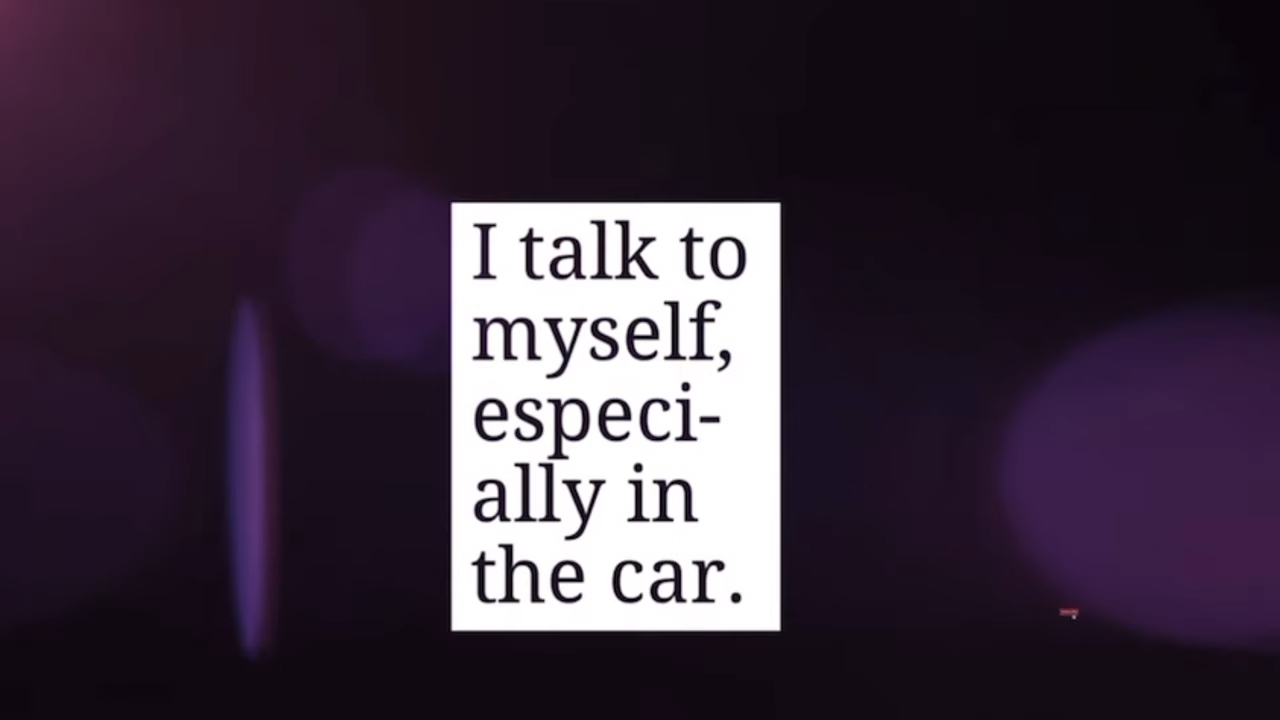 I talk to
myself,
especi-
ally in
the car.